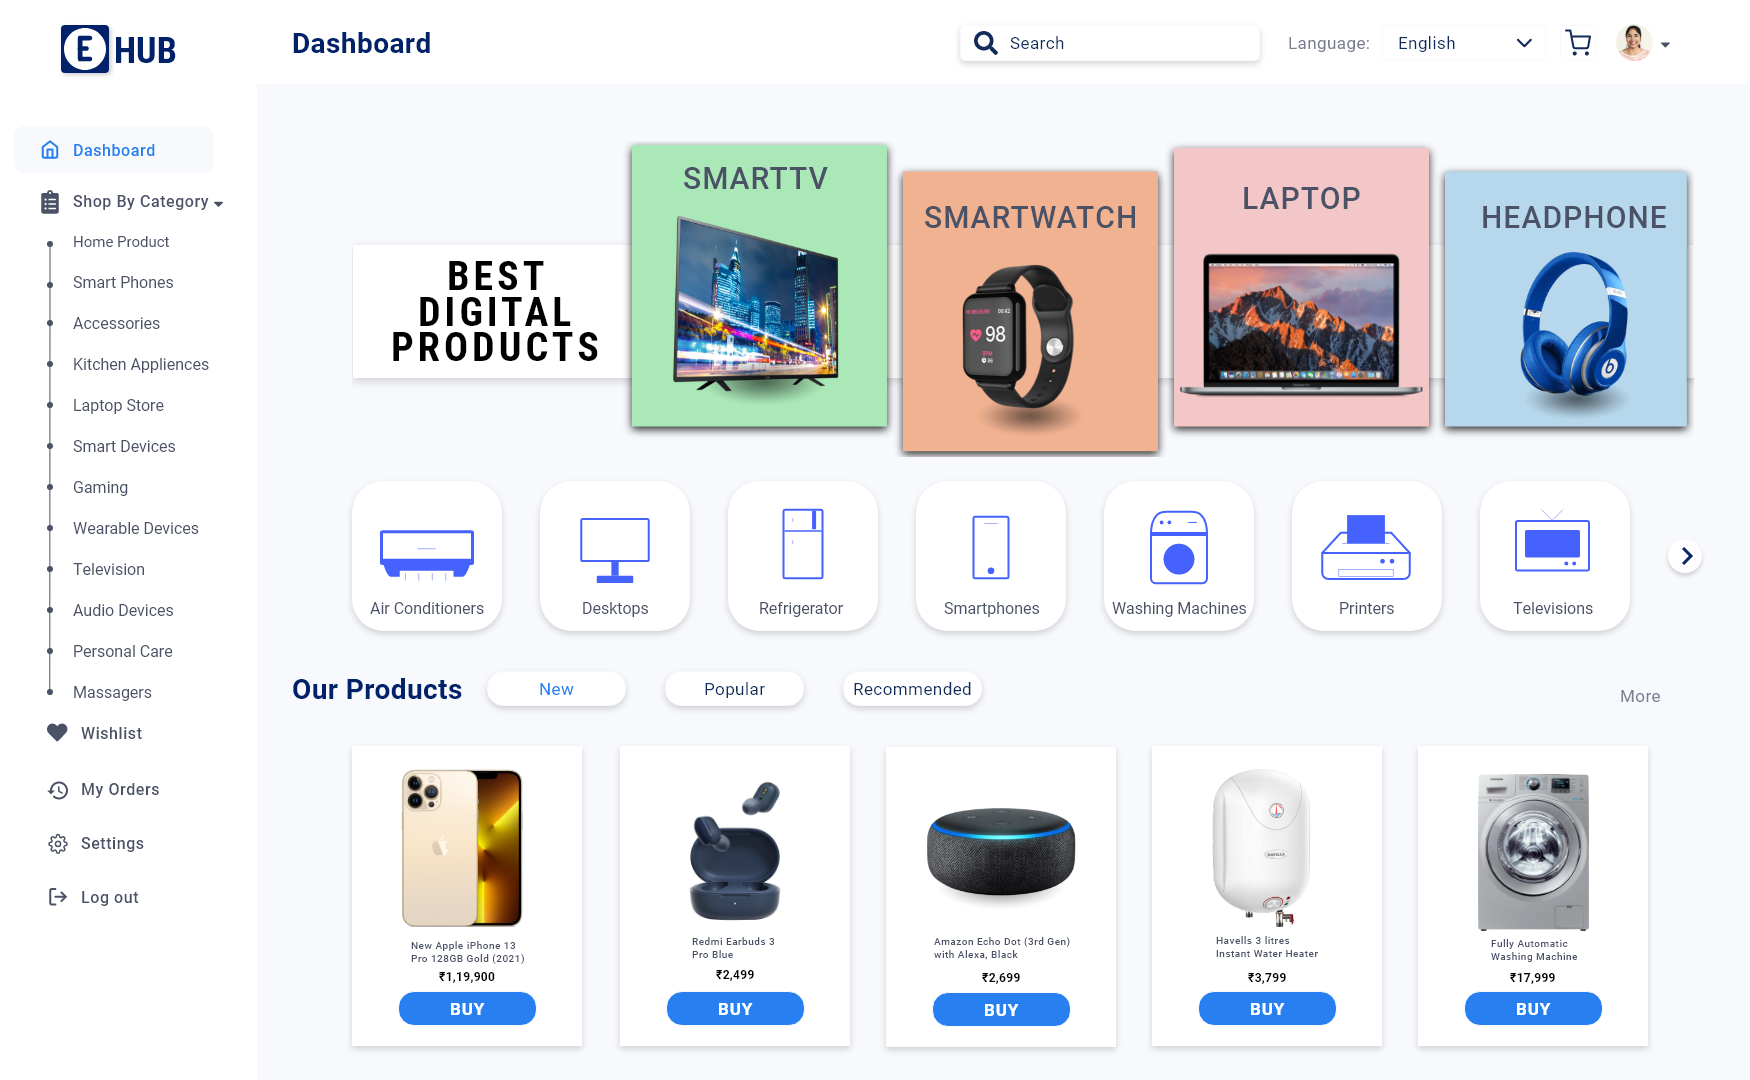 E HUB
Dashboard
Search
Language:
English
Dashboard
Shop By Category
Home Product
Smart Phones
Accessories
Kitchen Appliences
Laptop Store
Smart Devices
Gaming
Wearable Devices
Television
Audio Devices
Personal Care
Massagers
Wishlist
My Orders
Settings
Log out
BEST
DIGITAL
PRODUCTS
SMARTTV
SMARTWATCH
98
LAPTOP
HEADPHONE
Air Conditioners
Desktops
Refrigerator
Smartphones
Washing Machines
Printers
Televisions
Our Products
New
Popular
Recommended
More
New Apple iPhone 13
Pro 128GB Gold (2021)
₹1,19,900
BUY
Redmi Earbuds 3
Pro Blue
₹2,499
BUY
Amazon Echo Dot (3rd Gen)
with Alexa, Black
₹2,699
BUY
Havells 3 litres
Instant Water Heater
₹3,799
BUY
Fully Automatic
Washing Machine
₹17,999
BUY